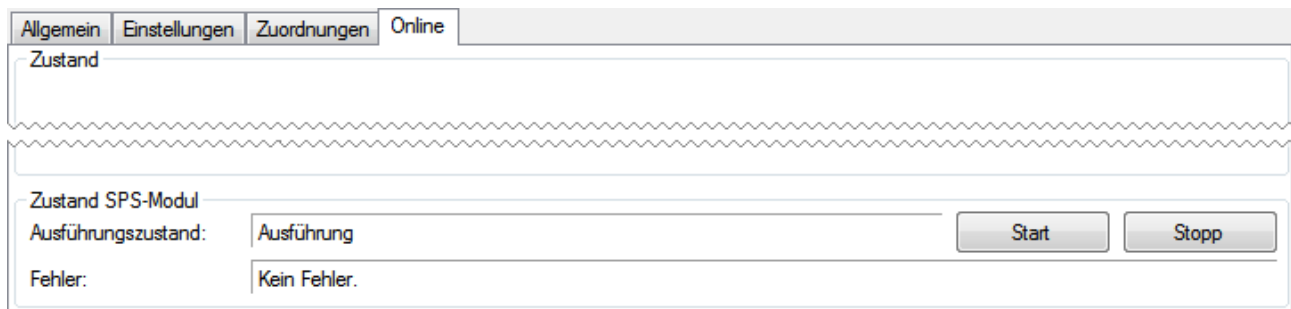 Allgemein Einstellungen Zuordnungen Online
Zustand
Zustand SPS-Modul
Ausführungszustand: Ausführung Start Stopp
Fehler: Kein Fehler.